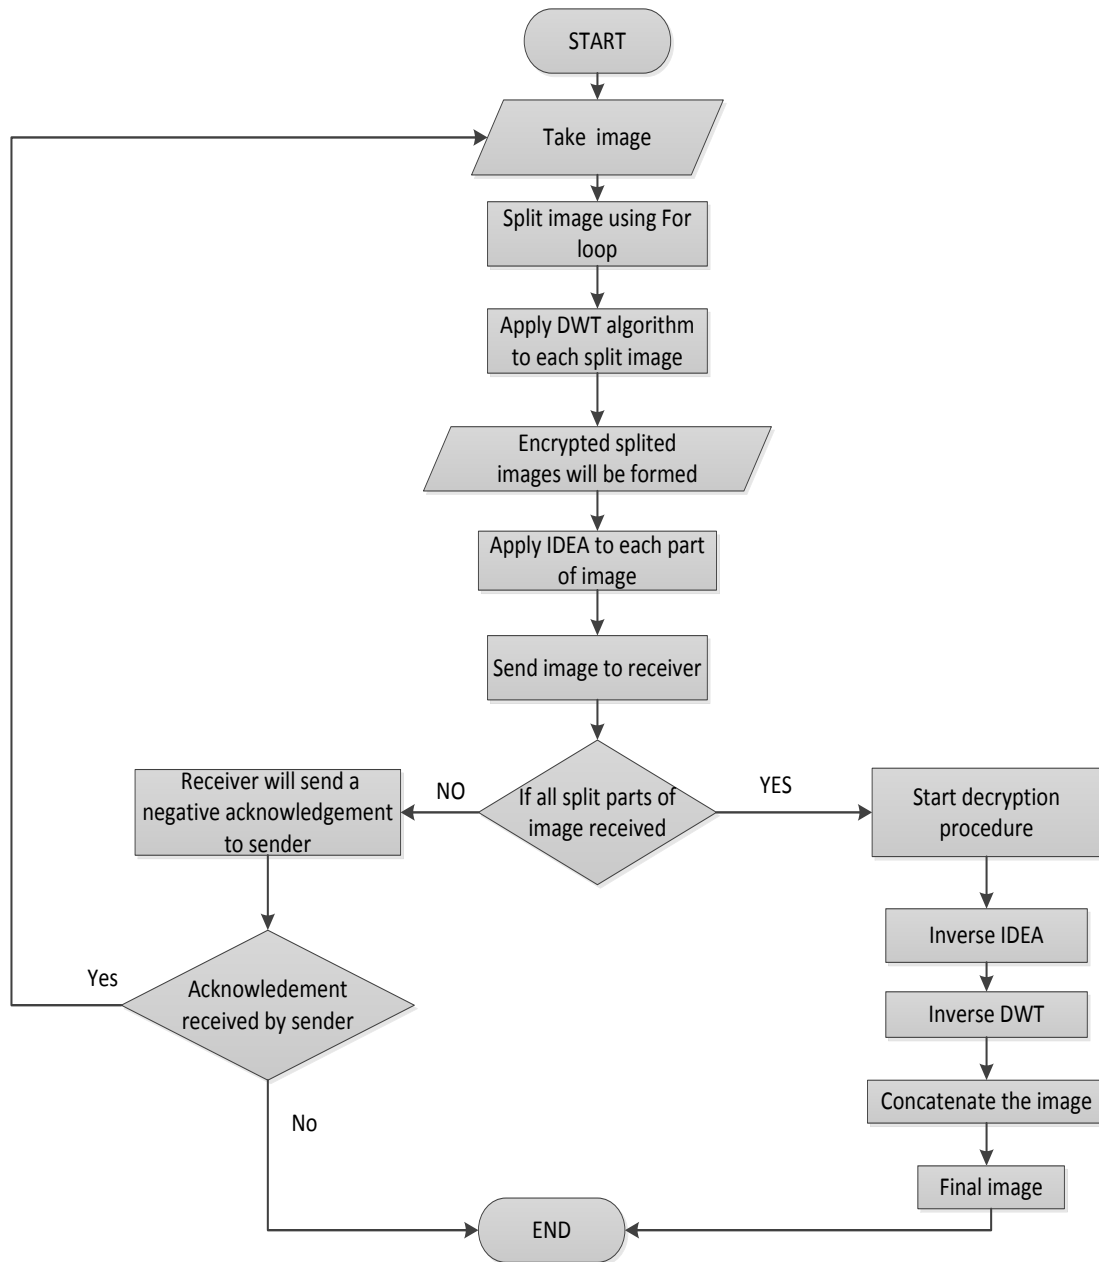 START
Take image
Split image using For
loop
Apply DWT algorithm
to each split image
Encrypted splited
images will be formed
Apply IDEA to each part
of image
Send image to receiver
If all split parts of
image received
NO
YES
Receiver will send a
negative acknowledgement
to sender
Start decryption
procedure
Acknowledement
received by sender
Yes
No
Inverse IDEA
Inverse DWT
Concatenate the image
Final image
END